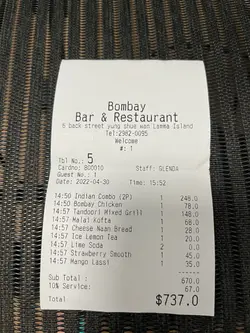 Bombay
Bar & Restaurant
5 back street yung shue wan Lamma Island
Tel:2982-0095
Welcome
#: 1
Tbl No.: 5
Cardno: B00010 Staff: GLENDA
Guest No.: 1
Date: 2022-04-30 Time: 15:52
14:50 Indian Combo (2P) 1 248.0
14:50 Bombay Chicken 1 78.0
14:57 Tandoori Mixed Grill 1 148.0
14:57 Malai Kofta 1 68.0
14:57 Cheese Naan Bread 1 28.0
14:57 Ice Lemon Tea 1 20.0
14:57 Lime Soda 2 0.0
14:57 Strawberry Smooth 1 45.0
14:57 Mango Lassi 1 35.0
Sub Total : 670.0
10% Service: 67.0
Total $737.0